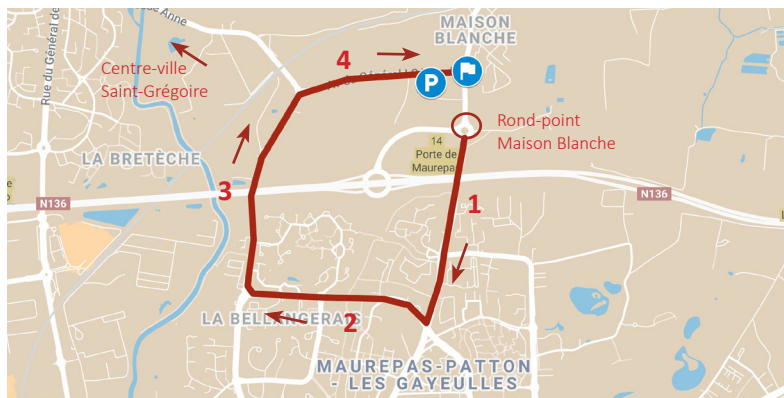 Rue du Général de
Anne
MAISON
BLANCHE
4
P
Centre-ville
Saint-Grégoire
Rond-point
Maison Blanche
14
Porte de
Maurepas
LA BRETÈCHE
3
N136
1
N136
LA BELLANGERAIS
2
MAUREPAS-PATTON
- LES GAYEULLES